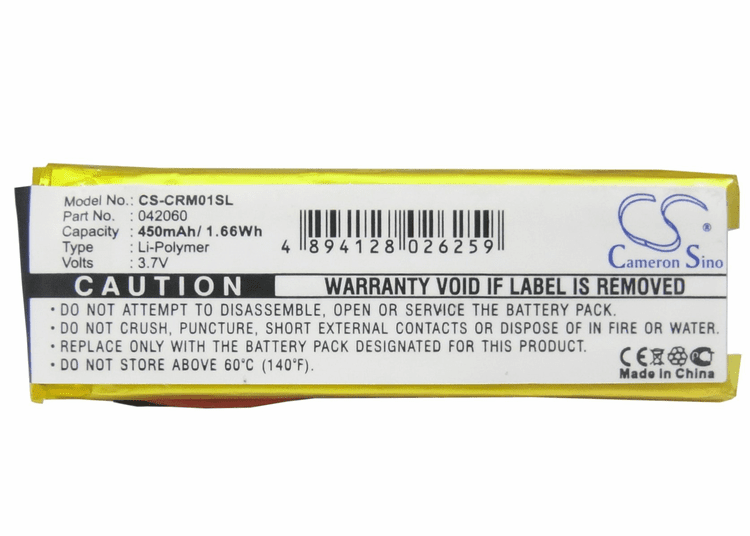 Model No.: CS-CRM01SL
Part No. : 042060
Capacity : 450mAh/ 1.66Wh
Type : Li-Polymer
Volts : 3.7V
4 894128 026259
CS
Cameron Sino
CAUTION
WARRANTY VOID IF LABEL IS REMOVED
• DO NOT ATTEMPT TO DISASSEMBLE, OPEN OR SERVICE THE BATTERY PACK.
• DO NOT CRUSH, PUNCTURE, SHORT EXTERNAL CONTACTS OR DISPOSE OF IN FIRE OR WATER.
• REPLACE ONLY WITH THE BATTERY PACK DESIGNATED FOR THIS EQUIPMENT.
• DO NOT STORE ABOVE 60°C (140°F).
CE
Made in China